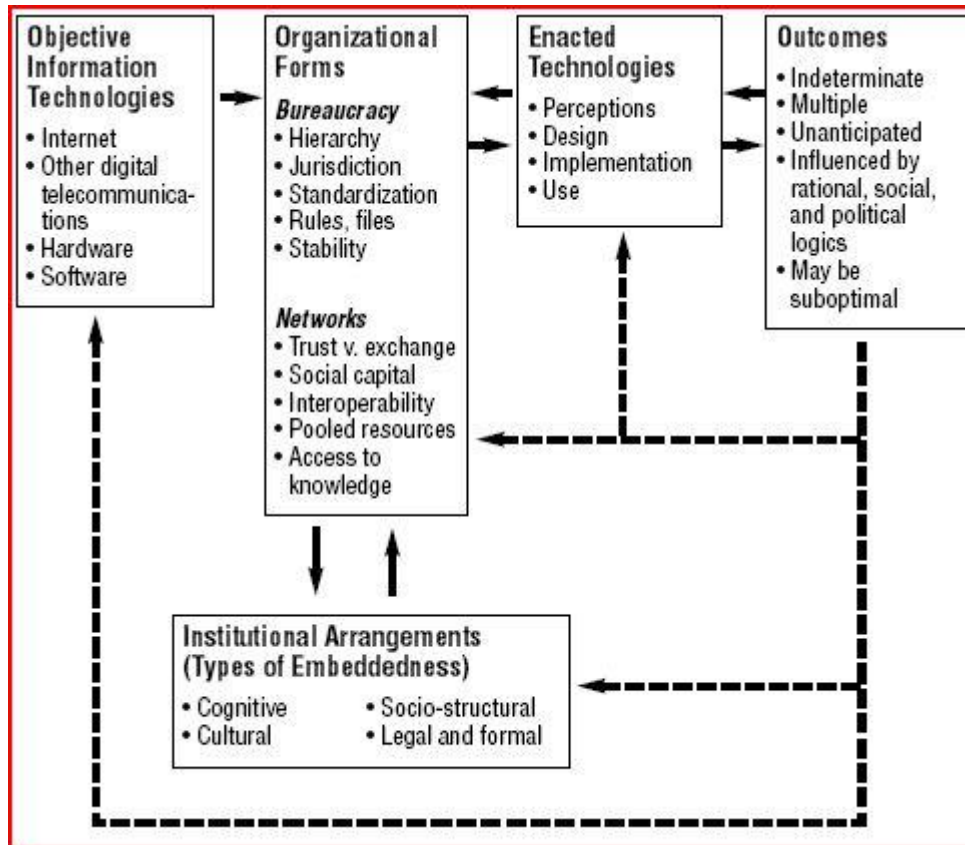 Objective
Information
Technologies
• Internet
• Other digital
telecommunica-
tions
• Hardware
• Software
Organizational
Forms
Bureaucracy
• Hierarchy
• Jurisdiction
• Standardization
• Rules, files
• Stability
Networks
• Trust v. exchange
• Social capital
• Interoperability
• Pooled resources
• Access to
knowledge
Enacted
Technologies
• Perceptions
• Design
• Implementation
• Use
Outcomes
• Indeterminate
• Multiple
• Unanticipated
• Influenced by
rational, social,
and political
logics
• May be
suboptimal
Institutional Arrangements
(Types of Embeddedness)
• Cognitive
• Cultural
• Socio-structural
• Legal and formal